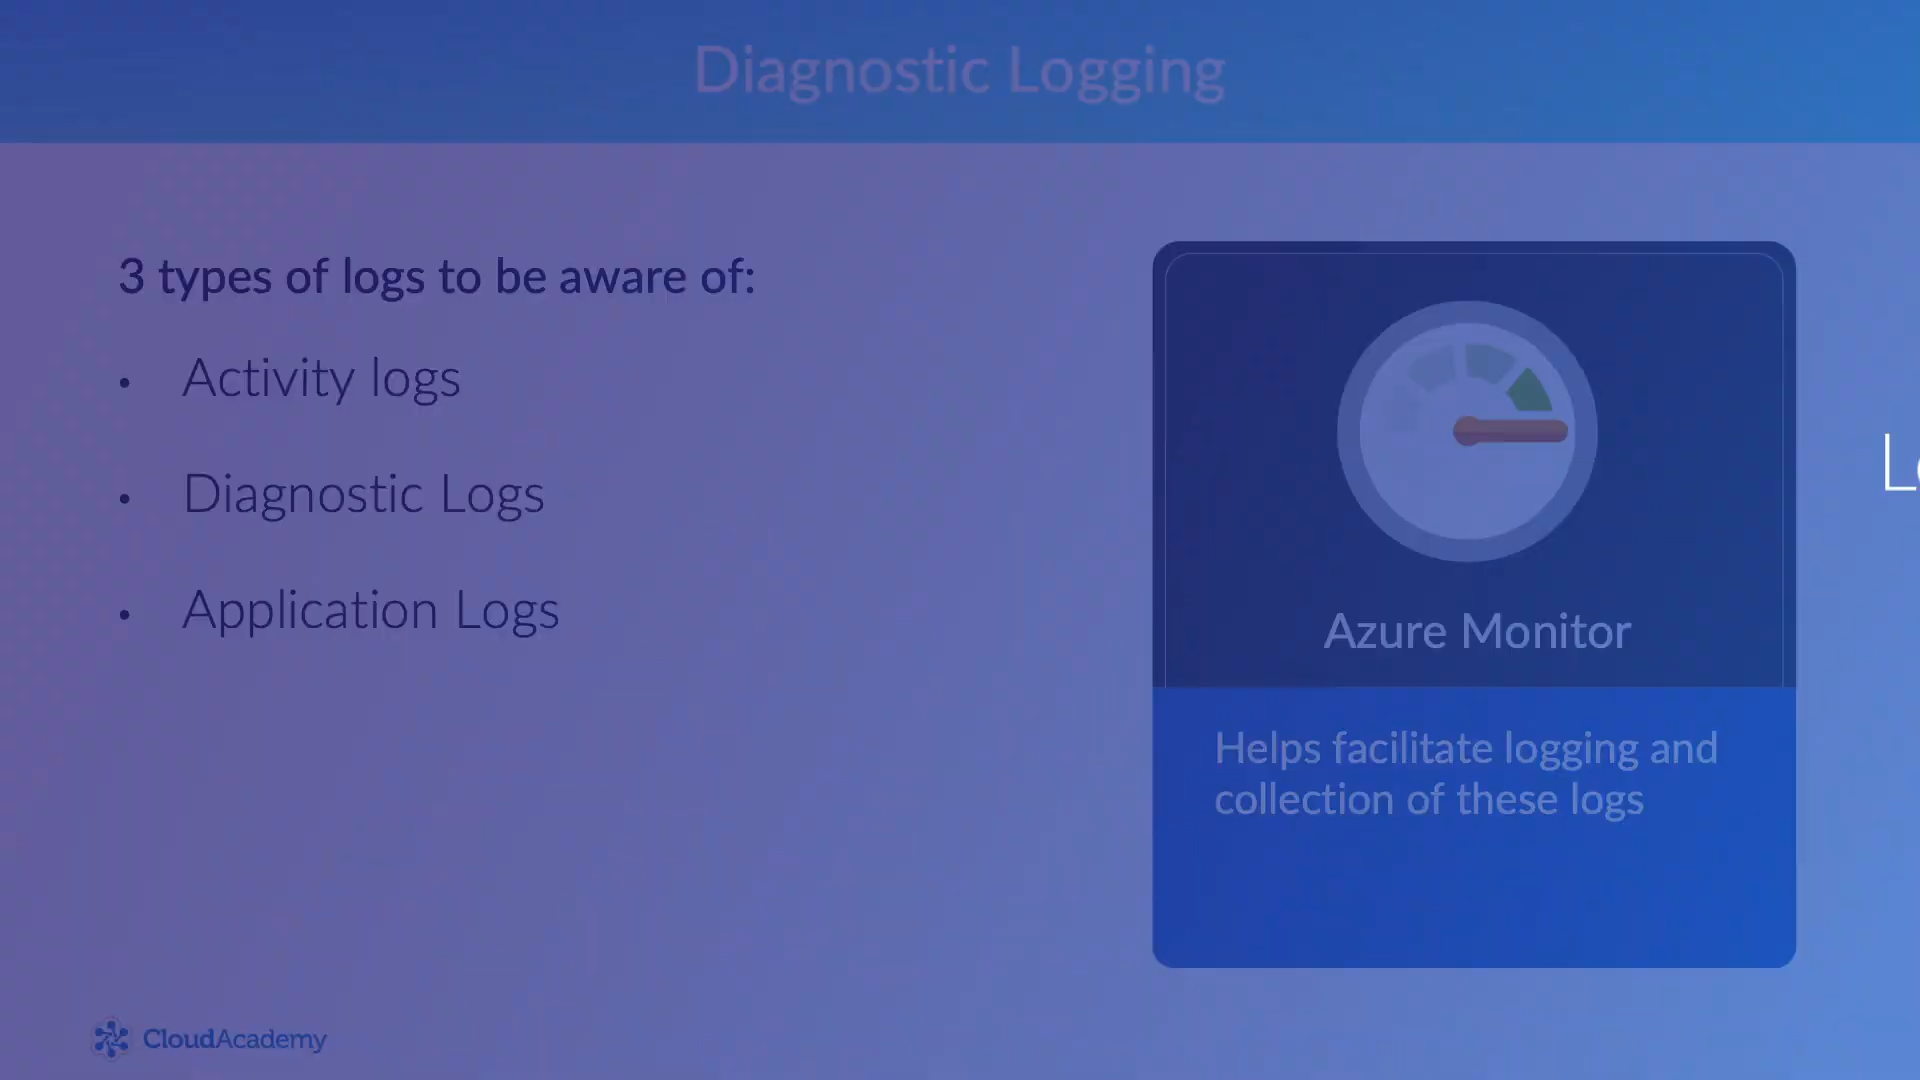 Diagnostic Logging
3 types of logs to be aware of:
• Activity logs
• Diagnostic Logs
• Application Logs
Azure Monitor
Helps facilitate logging and
collection of these logs
CloudAcademy